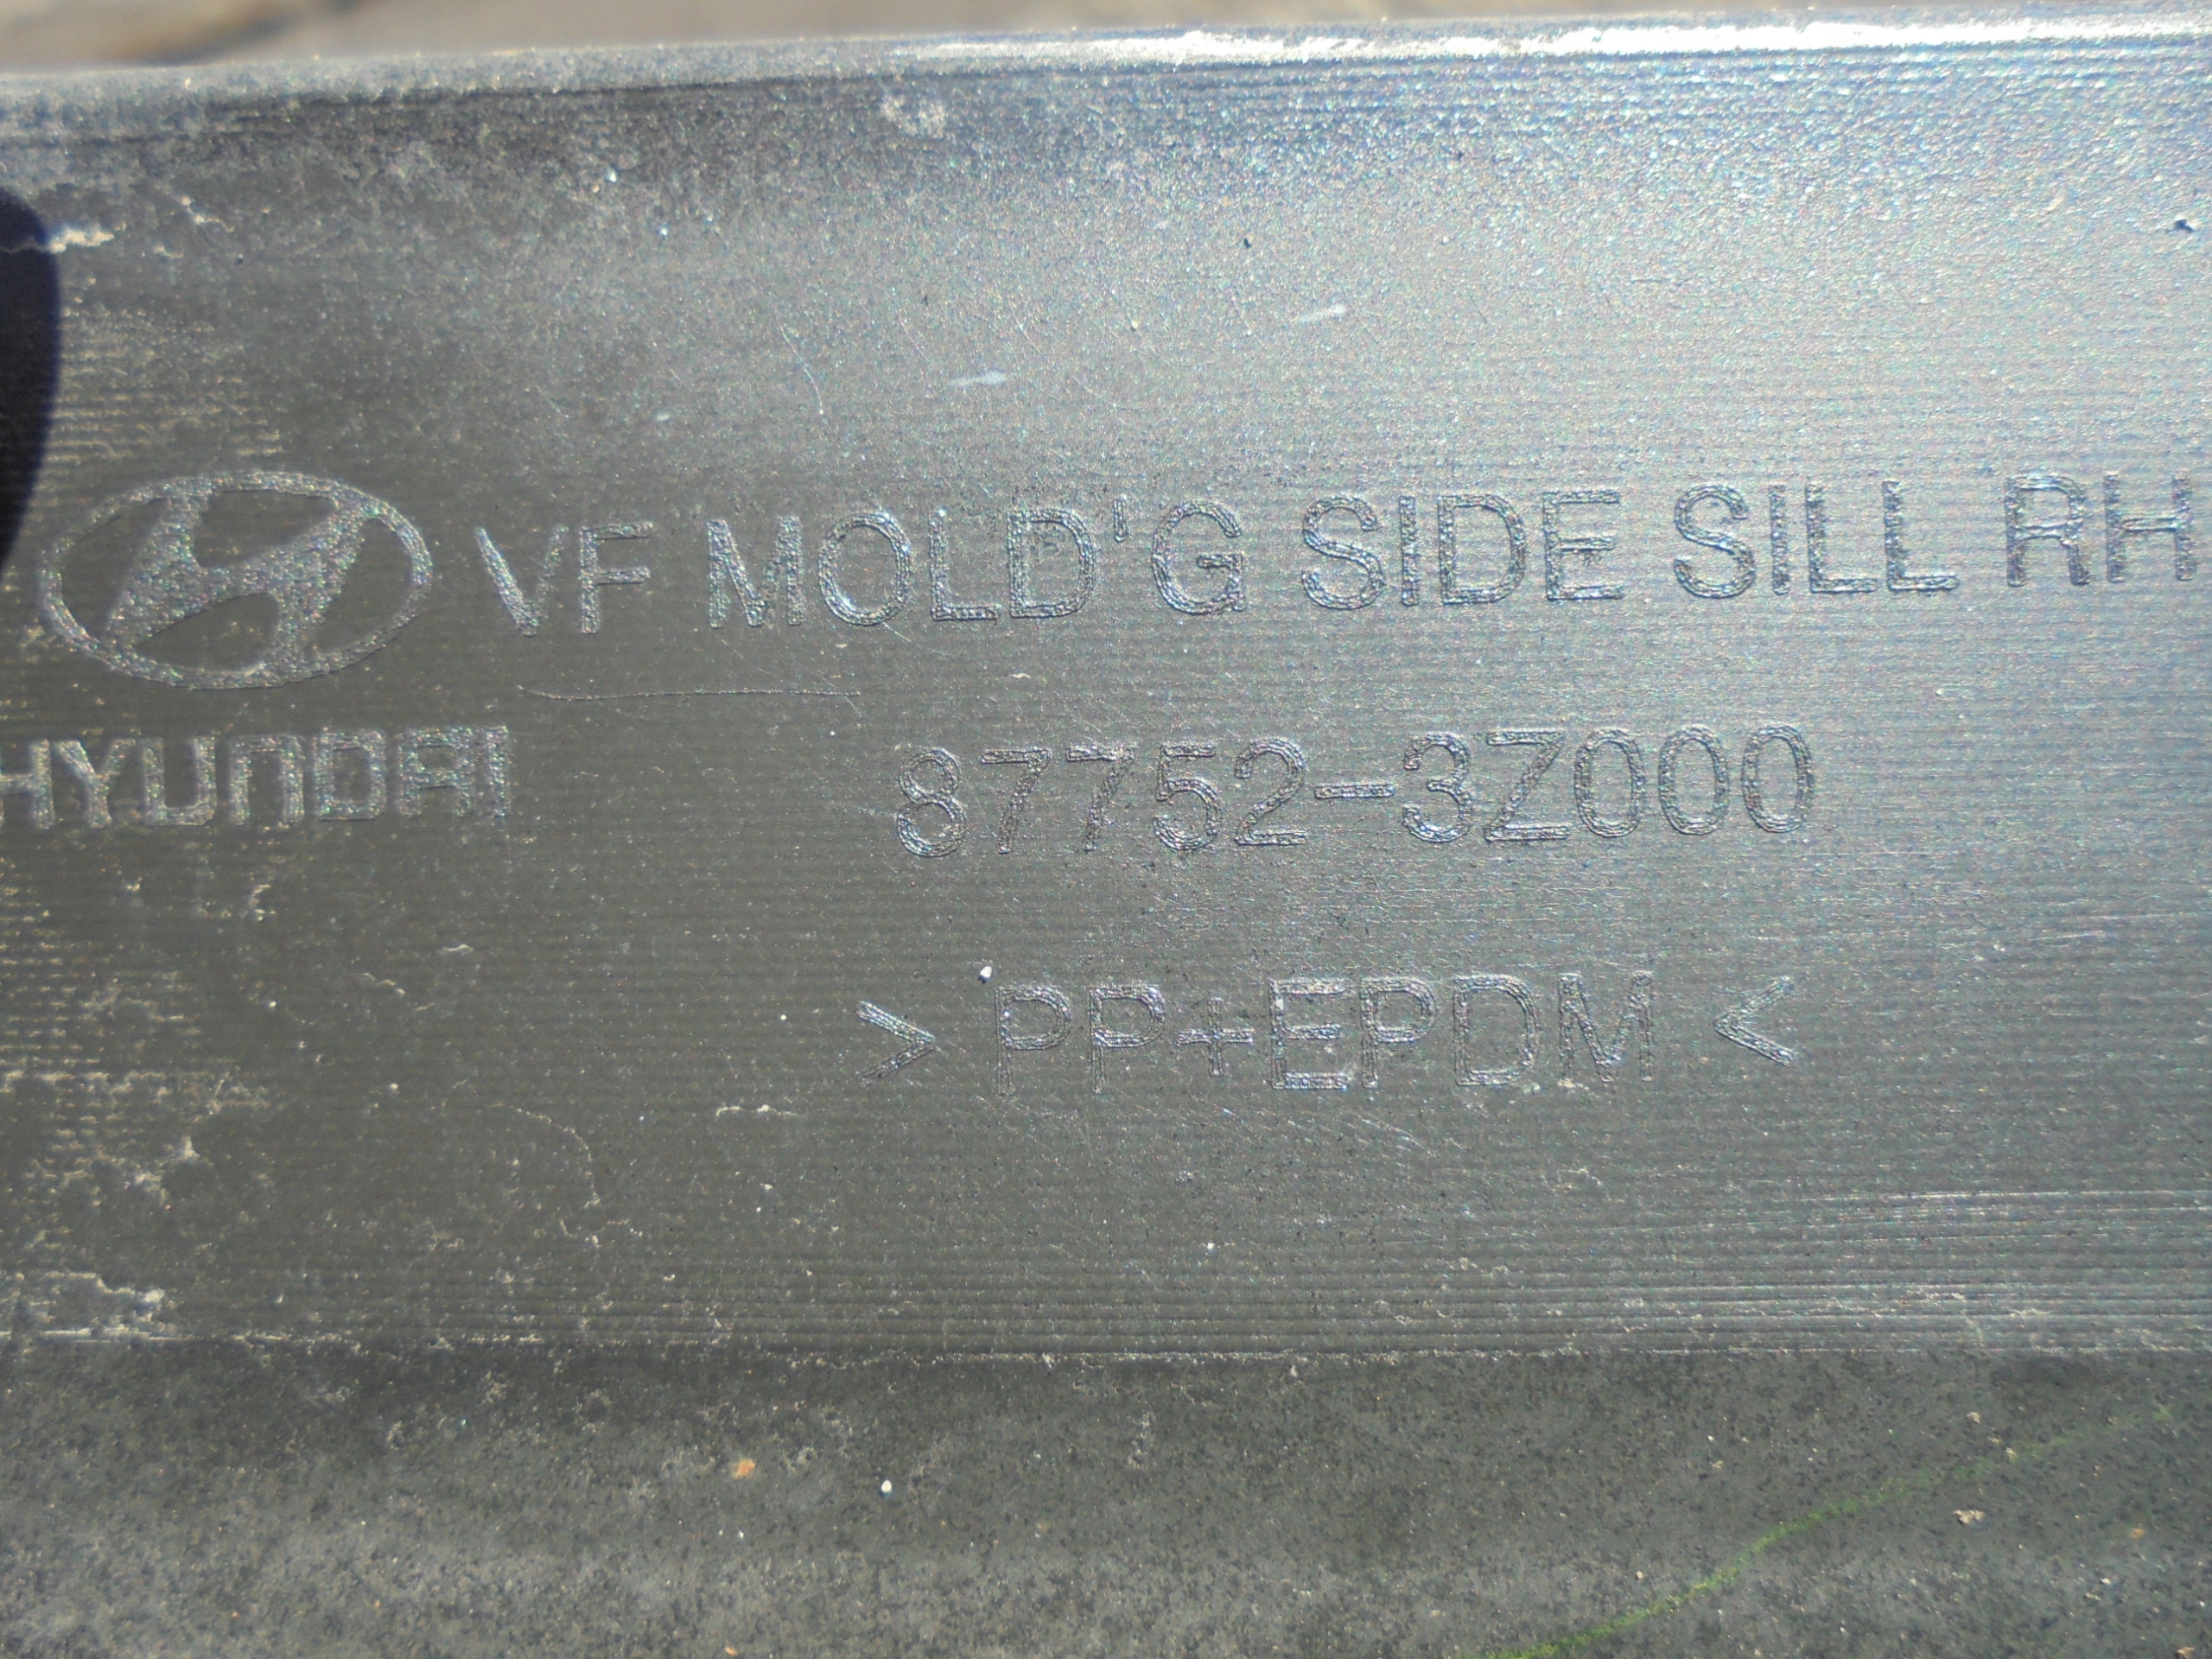 VF MOLD'G SIDE SILL RH
HYUNDAI
87752-3Z000
>PP+EPDM<